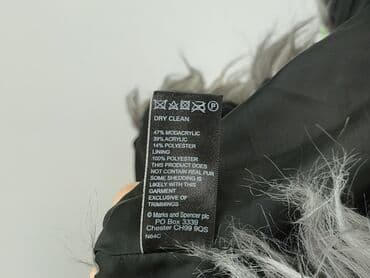 P
DRY CLEAN
47% MODACRYLIC
39% ACRYLIC
14% POLYESTER
LINING
100% POLYESTER
THIS PRODUCT DOES
NOT CONTAIN REAL FUR
SOME SHEDDING IS
LIKELY WITH THIS
GARMENT
EXCLUSIVE OF
TRIMMINGS
© Marks and Spencer plc
PO Box 3339
Chester CH99 9QS
N64C